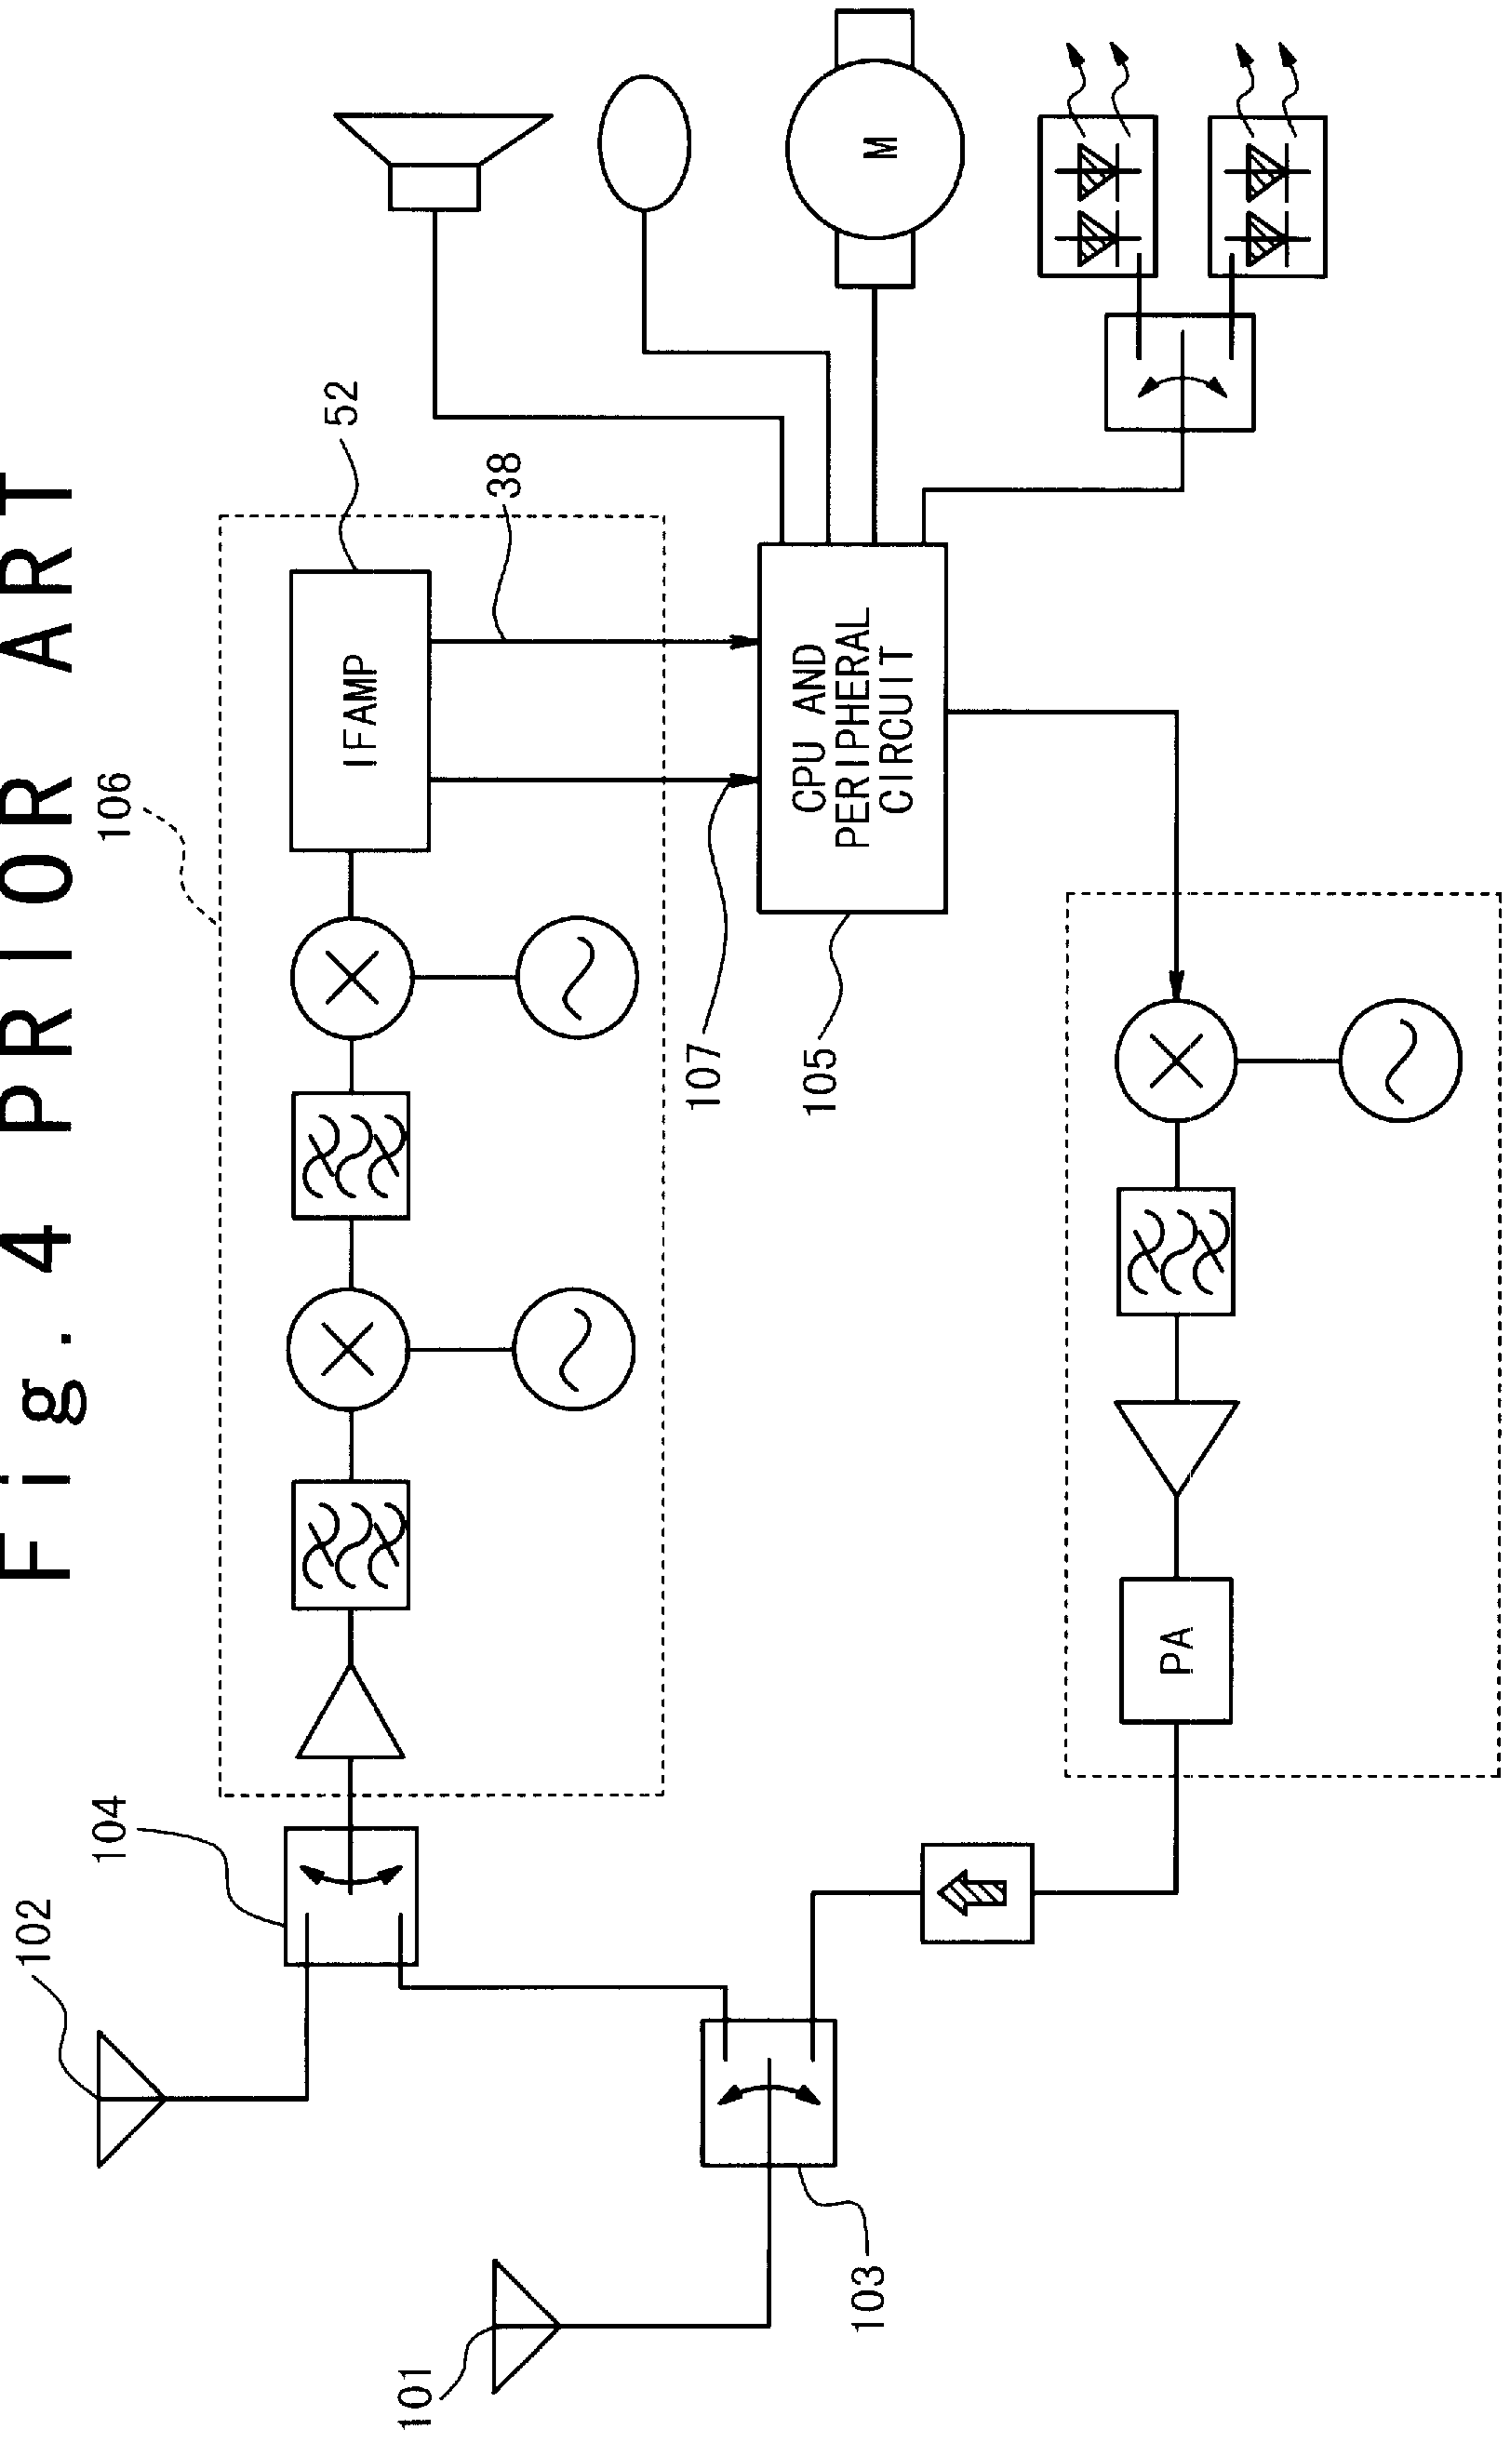 Fig. 4 PRIOR ART
106
52
38
IFAMP
102
104
107
105
CPU AND
PERIPHERAL
CIRCUIT
M
101
103
PA